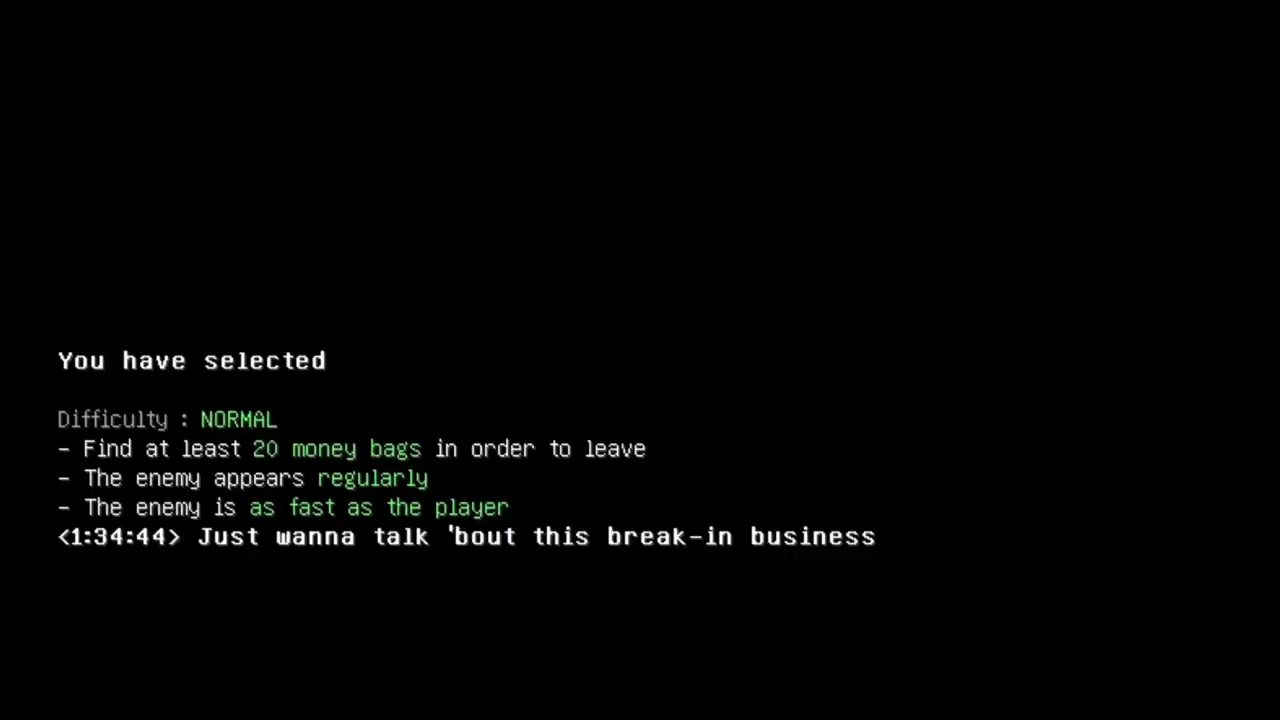 You have selected
Difficulty : NORMAL
- Find at least 20 money bags in order to leave
- The enemy appears regularly
- The enemy is as fast as the player
<1:34:44> Just wanna talk 'bout this break-in business